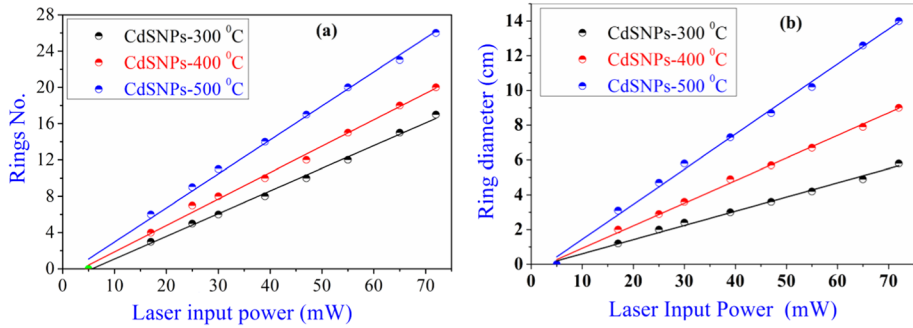 (a)
CdSNPs-300 ⁰C
CdSNPs-400 ⁰C
CdSNPs-500 ⁰C
Rings No.
28
24
20
16
12
8
4
0
0 10 20 30 40 50 60 70
Laser input power (mW)
(b)
CdSNPs-300 ⁰C
CdSNPs-400 ⁰C
CdSNPs-500 ⁰C
Ring diameter (cm)
14
12
10
8
6
4
2
0
0 10 20 30 40 50 60 70
Laser Input Power (mW)